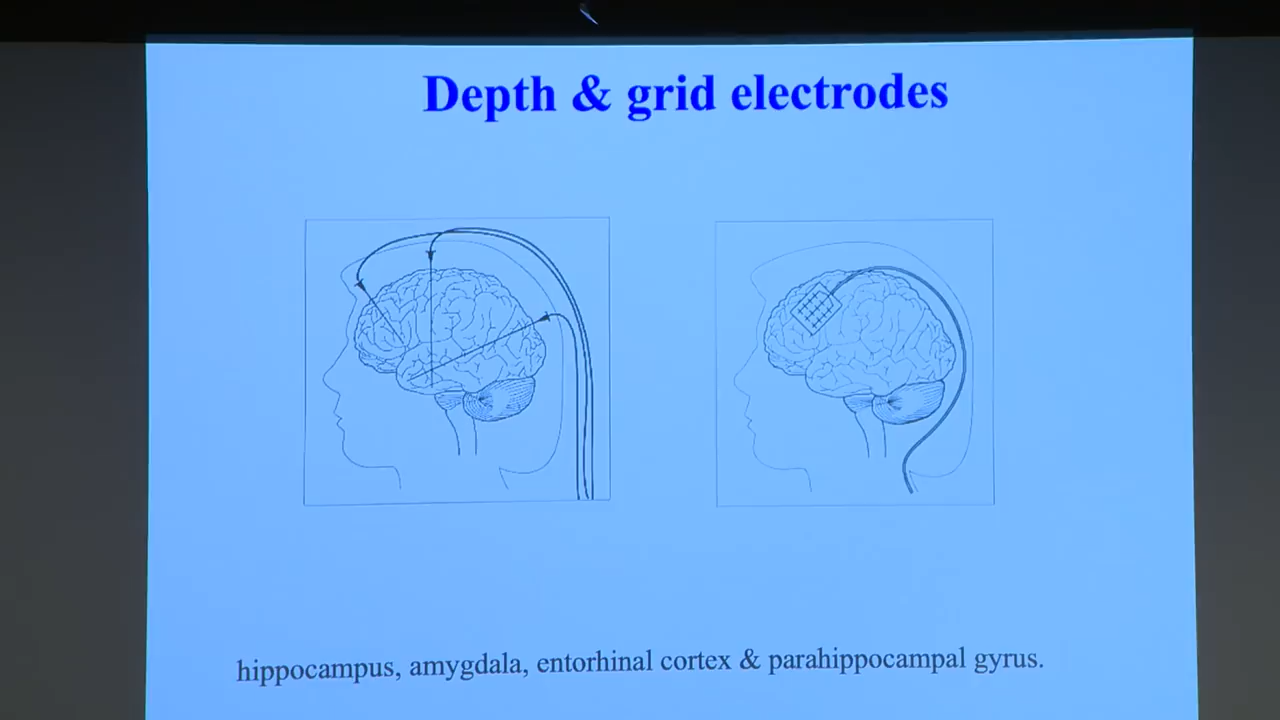 Depth & grid electrodes
hippocampus, amygdala, entorhinal cortex & parahippocampal gyrus.